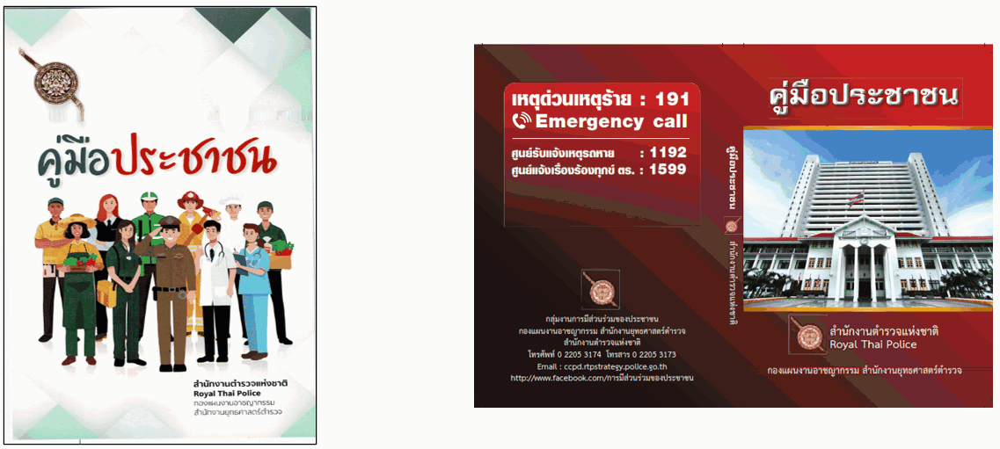 คู่มือประชาชน
สำนักงานตำรวจแห่งชาติ
Royal Thai Police
กองแผนงานอาชญากรรม
สำนักงานยุทธศาสตร์ตำรวจ
เหตุด่วนเหตุร้าย : 191
Emergency call
ศูนย์รับแจ้งเหตุรถหาย : 1192
ศูนย์แจ้งเรื่องร้องทุกข์ ตร. : 1599
กลุ่มงานการมีส่วนร่วมของประชาชน
กองแผนงานอาชญากรรม สำนักงานยุทธศาสตร์ตำรวจ
สำนักงานตำรวจแห่งชาติ
โทรศัพท์ 0 2205 3174 โทรสาร 0 2205 3173
Email : ccpd.rtpstrategy.police.go.th
http://www.facebook.com/การมีส่วนร่วมของประชาชน
คู่มือประชาชน
สำนักงานตำรวจแห่งชาติ
คู่มือประชาชน
สำนักงานตำรวจแห่งชาติ
Royal Thai Police
กองแผนงานอาชญากรรม สำนักงานยุทธศาสตร์ตำรวจ